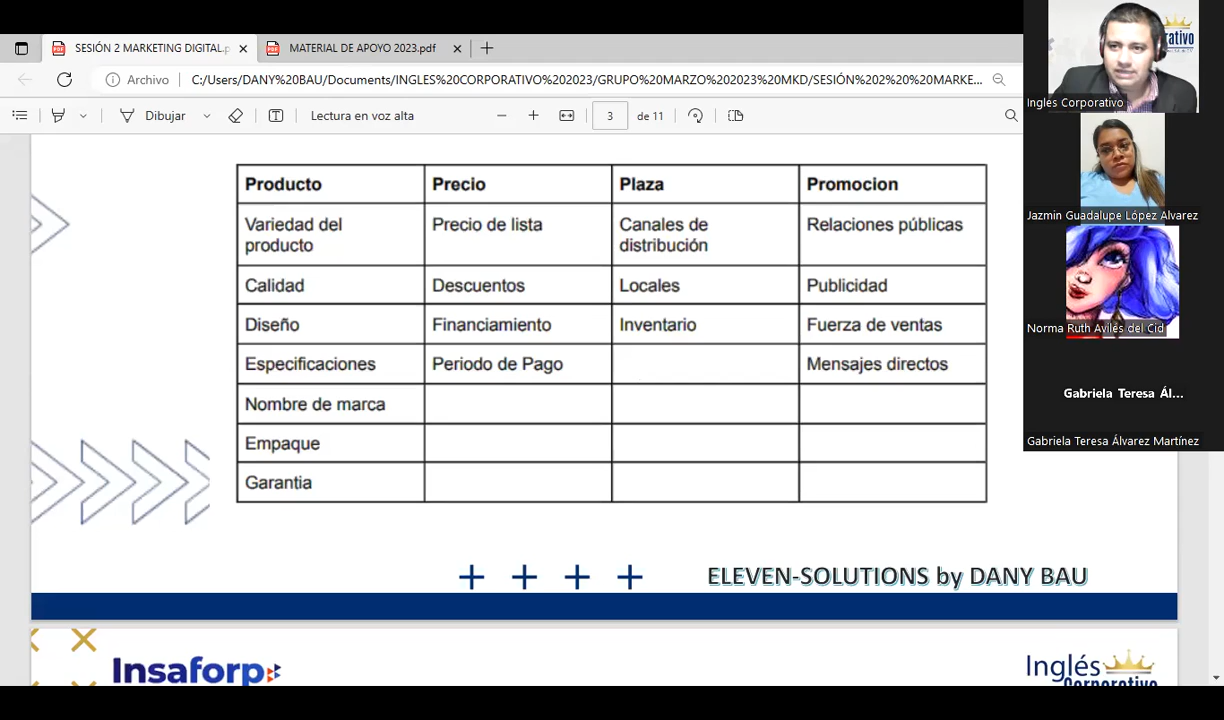 SESIÓN 2 MARKETING DIGITAL.p
MATERIAL DE APOYO 2023.pdf
Archivo
C:/Users/DANY%20BAU/Documents/INGLES%20CORPORATIVO%202023/GRUPO%20MARZO%202023%20MKD/SESIÓN%202%20%20MARKE...
Dibujar
Lectura en voz alta
3
de 11
Producto Precio Plaza Promocion
Variedad del
producto
Precio de lista
Canales de
distribución
Relaciones públicas
Calidad Descuentos Locales Publicidad
Diseño Financiamiento Inventario Fuerza de ventas
Especificaciones Periodo de Pago Mensajes directos
Nombre de marca
Empaque
Garantia
ELEVEN-SOLUTIONS by DANY BAU
Insaforp
Inglés
Corporativo
rativo
Inglés Corporativo
Jazmin Guadalupe López Alvarez
Norma Ruth Aviles del Cid
Gabriela Teresa Ál...
Gabriela Teresa Álvarez Martínez